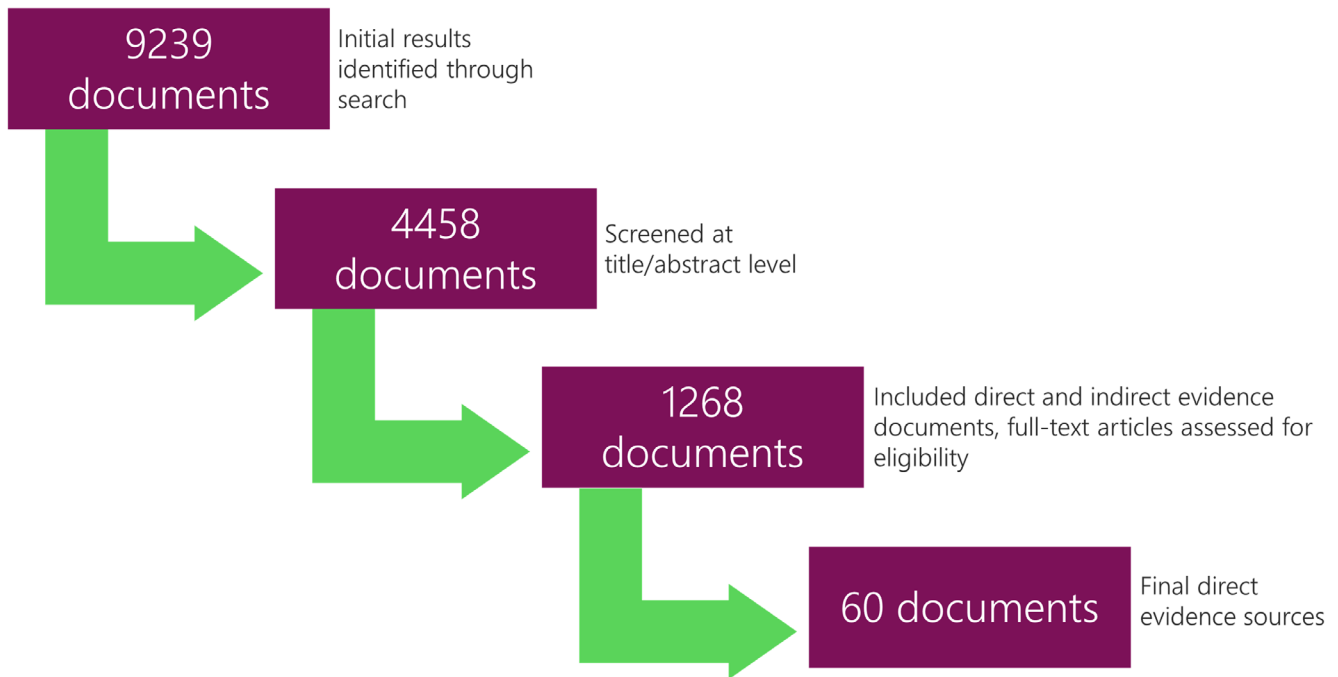 9239
documents
Initial results
identified through
search
4458
documents
Screened at
title/abstract level
1268
documents
Included direct and indirect evidence
documents, full-text articles assessed for
eligibility
60 documents
Final direct
evidence sources